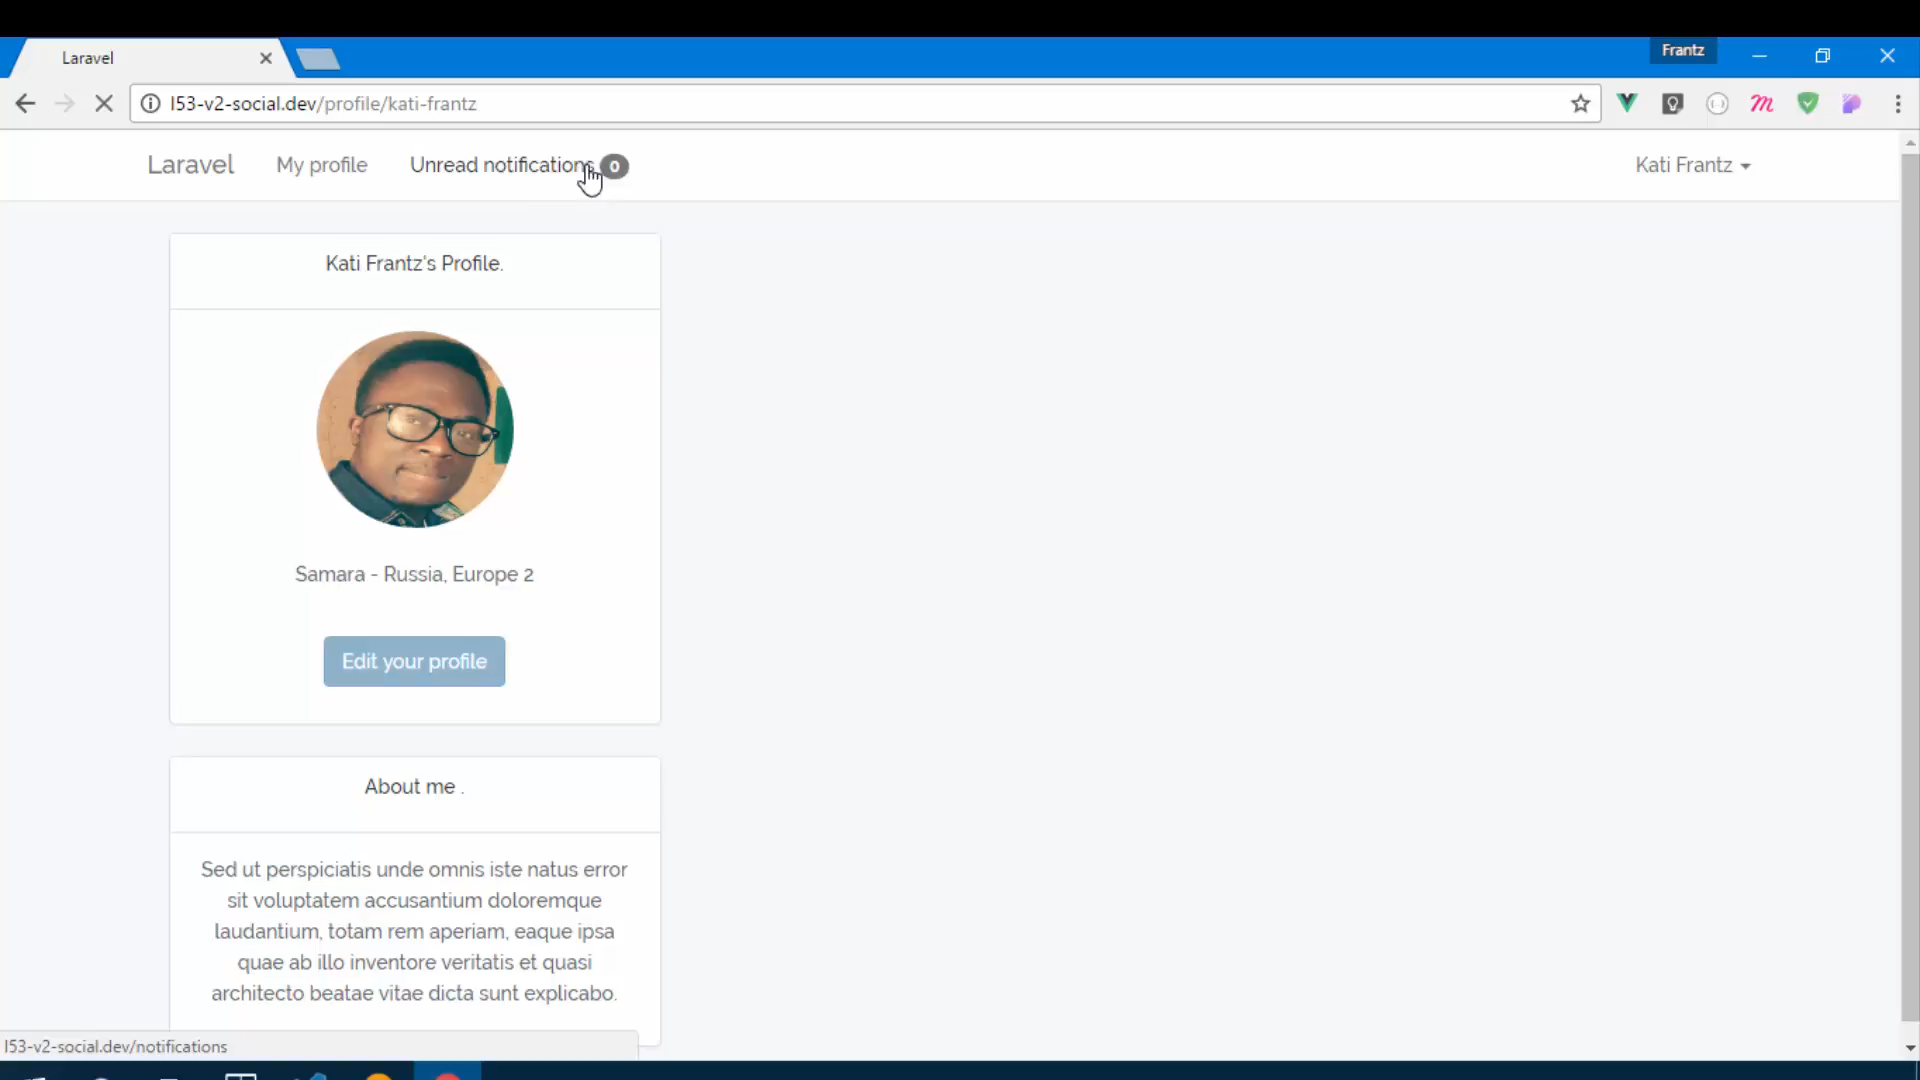 Laravel
Frantz
l53-v2-social.dev/profile/kati-frantz
Laravel My profile Unread notifications 0 Kati Frantz
Kati Frantz's Profile.
Samara - Russia, Europe 2
Edit your profile
About me .
Sed ut perspiciatis unde omnis iste natus error
sit voluptatem accusantium doloremque
laudantium, totam rem aperiam, eaque ipsa
quae ab illo inventore veritatis et quasi
architecto beatae vitae dicta sunt explicabo.
l53-v2-social.dev/notifications